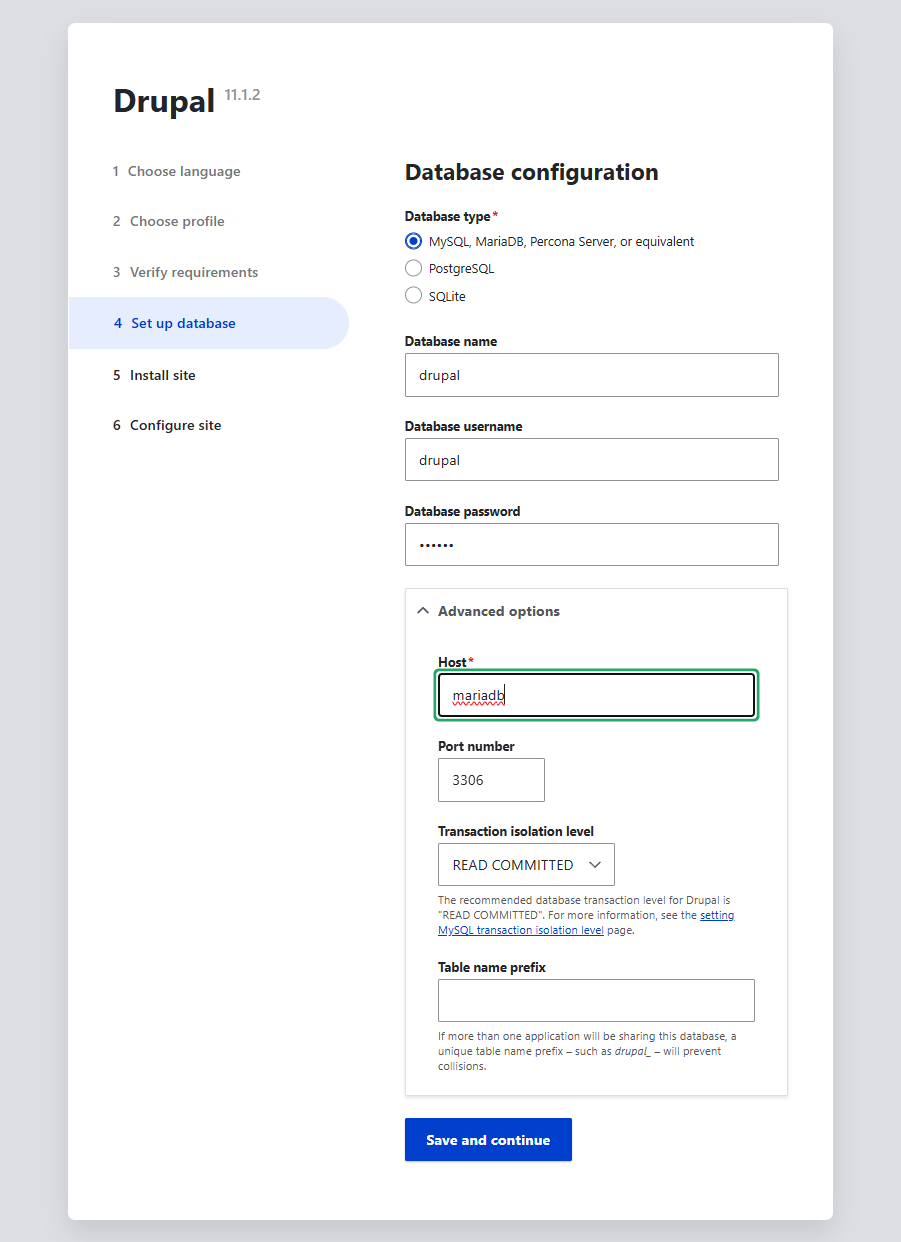 Drupal 11.1.2
1 Choose language
2 Choose profile
3 Verify requirements
4 Set up database
5 Install site
6 Configure site
Database configuration
Database type*
MySQL, MariaDB, Percona Server, or equivalent
PostgreSQL
SQLite
Database name
drupal
Database username
drupal
Database password
••••••
Advanced options
Host*
mariadb
Port number
3306
Transaction isolation level
READ COMMITTED
The recommended database transaction level for Drupal is
"READ COMMITTED". For more information, see the setting
MySQL transaction isolation level page.
Table name prefix
If more than one application will be sharing this database, a
unique table name prefix – such as drupal_ – will prevent
collisions.
Save and continue